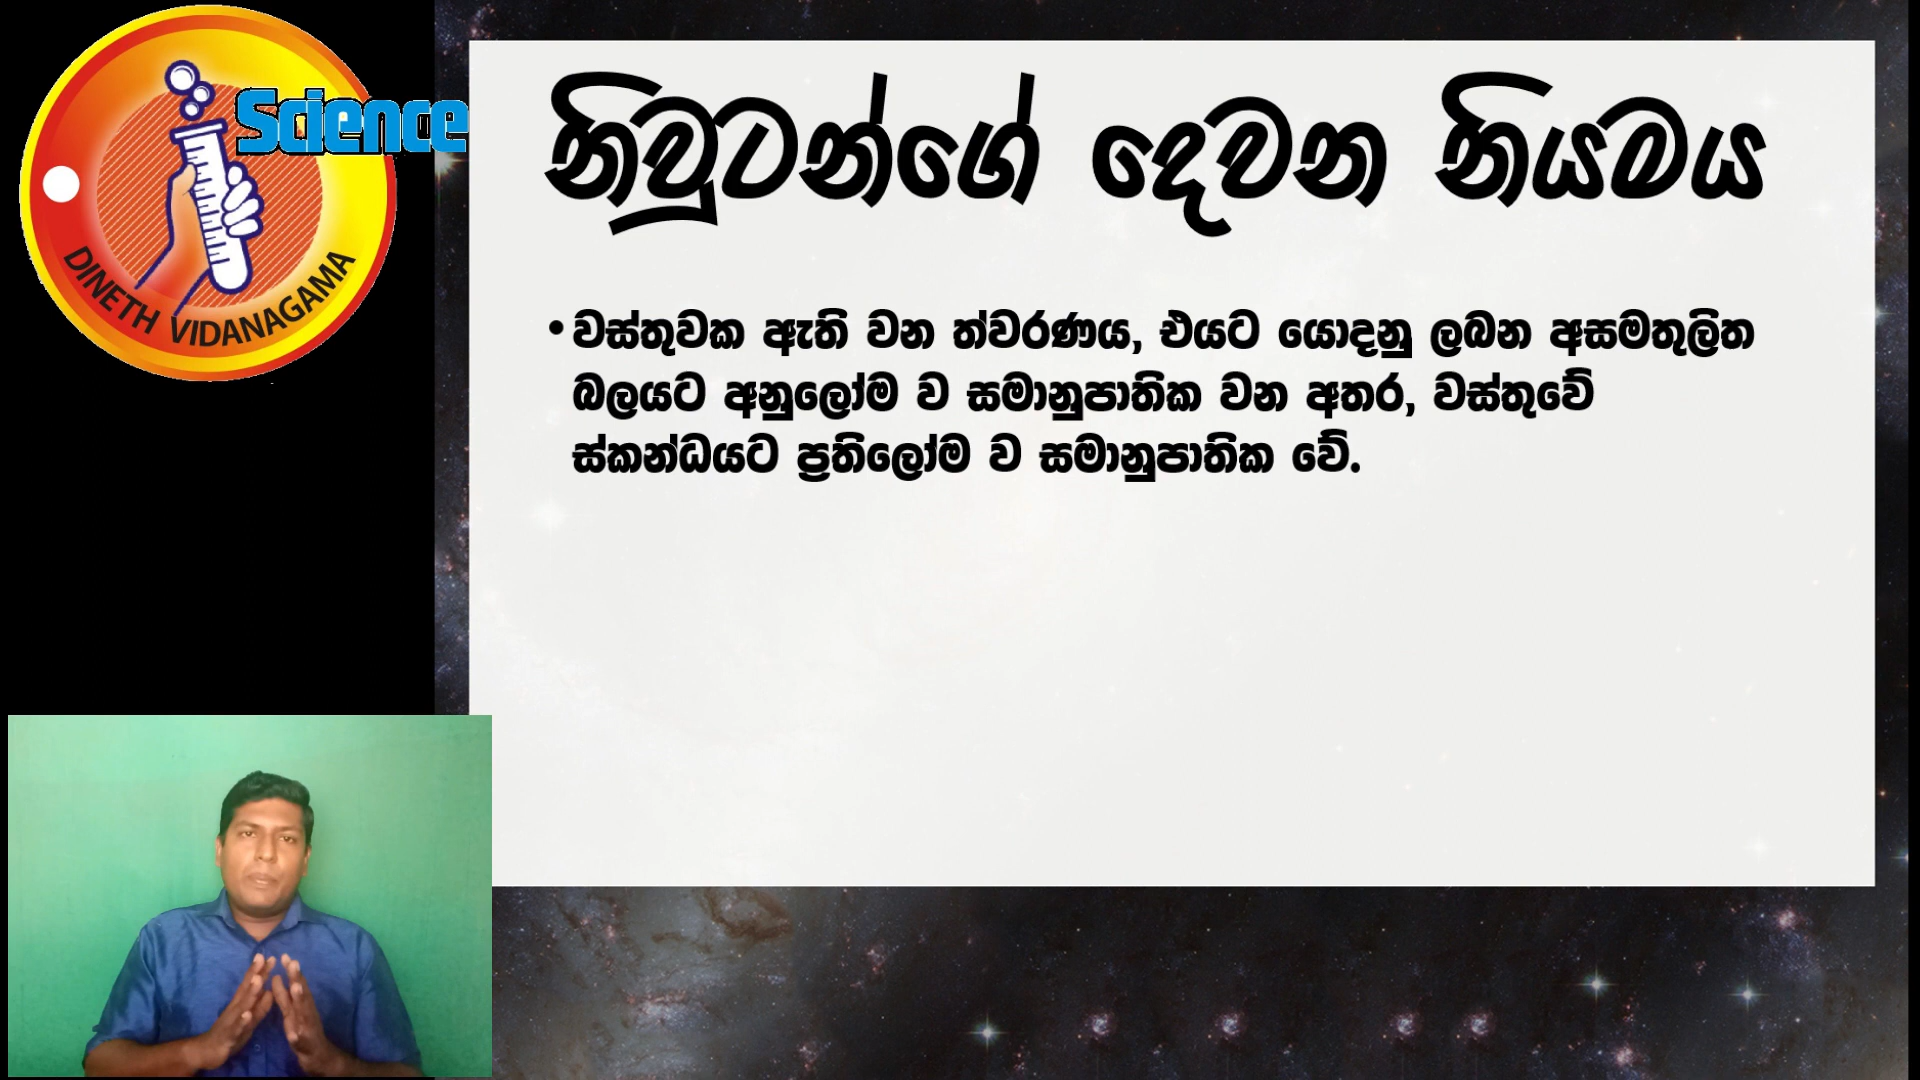 Science
DINETH VIDANAGAMA
නිවුටන්ගේ දෙවන නියමය
• වස්තුවක ඇති වන ත්වරණය, එයට යොදනු ලබන අසමතුලිත
බලයට අනුලෝම ව සමානුපාතික වන අතර, වස්තුවේ
ස්කන්ධයට ප්‍රතිලෝම ව සමානුපාතික වේ.